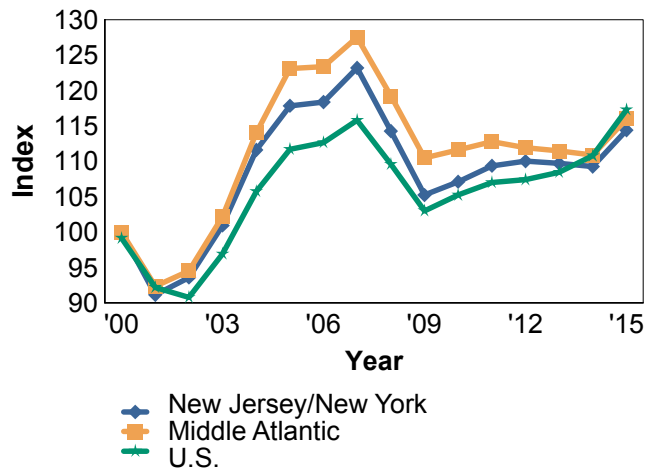 130
125
120
115
110
105
100
95
90
Index
'00 '03 '06 '09 '12 '15
Year
New Jersey/New York
Middle Atlantic
U.S.